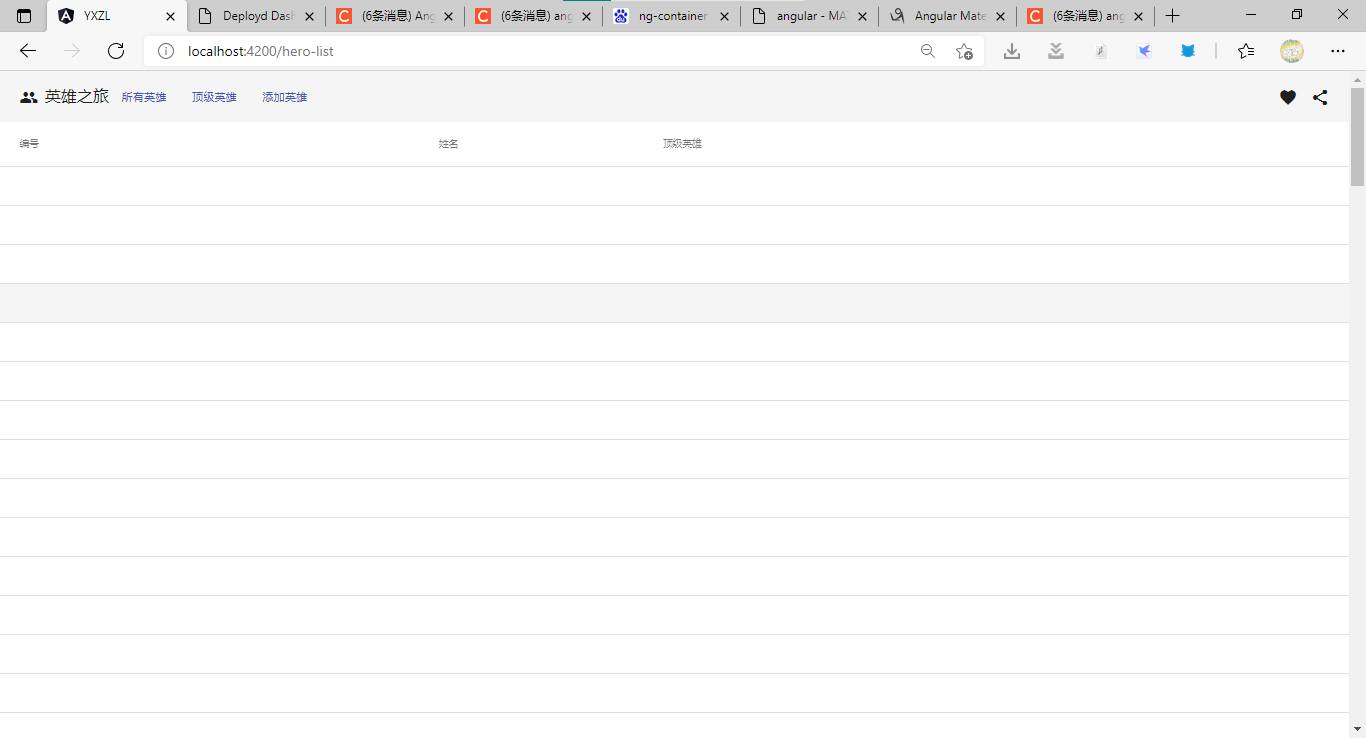 YXZL
Deployd Dash
(6条消息) Ang
(6条消息) ang
ng-container
angular - MAT
Angular Mate
(6条消息) ang
localhost:4200/hero-list
英雄之旅 所有英雄 顶级英雄 添加英雄
编号 姓名 顶级英雄